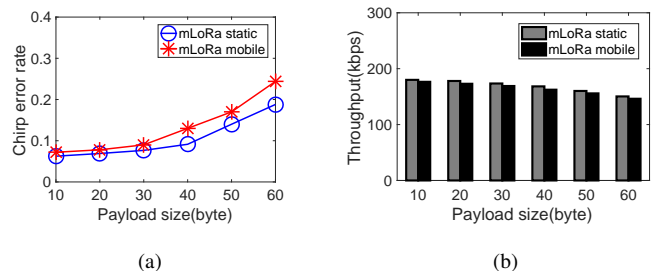 0.4
0.3
0.2
0.1
0
Chirp error rate
mLoRa static
mLoRa mobile
10 20 30 40 50 60
Payload size(byte)
(a)
300
200
100
0
Throughput(kbps)
mLoRa static
mLoRa mobile
10 20 30 40 50 60
Payload size(byte)
(b)